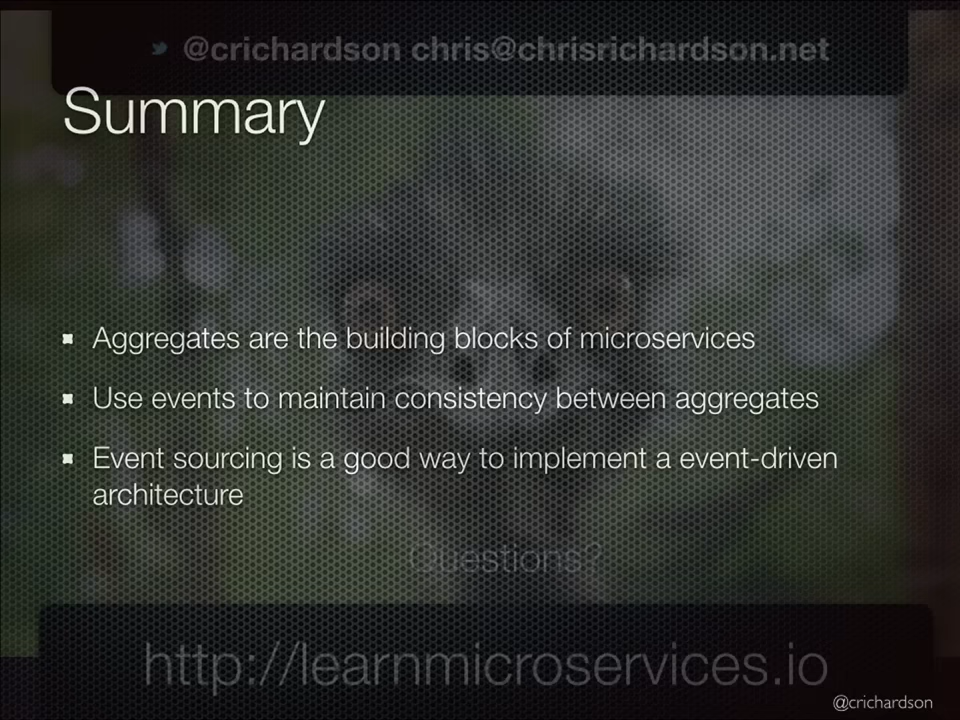 @crichardson chris@chrisrichardson.net
Summary
Aggregates are the building blocks of microservices
Use events to maintain consistency between aggregates
Event sourcing is a good way to implement a event-driven
architecture
Questions?
http://learnmicroservices.io
@crichardson